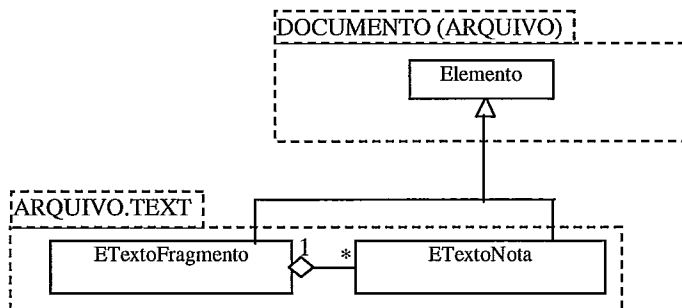 DOCUMENTO (ARQUIVO)
Elemento
ARQUIVO.TEXT
ETextoFragmento
1
*
ETextoNota